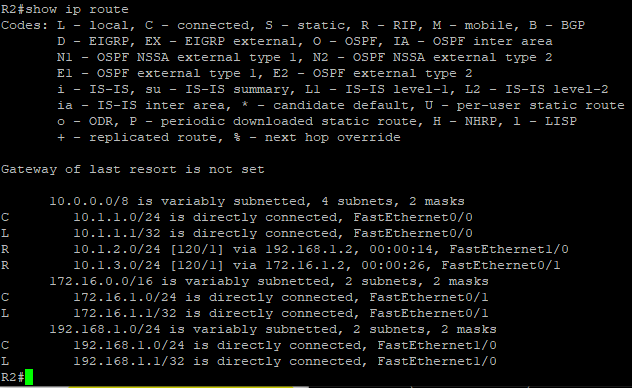 R2#show ip route
Codes: L - local, C - connected, S - static, R - RIP, M - mobile, B - BGP
       D - EIGRP, EX - EIGRP external, O - OSPF, IA - OSPF inter area
       N1 - OSPF NSSA external type 1, N2 - OSPF NSSA external type 2
       E1 - OSPF external type 1, E2 - OSPF external type 2
       i - IS-IS, su - IS-IS summary, L1 - IS-IS level-1, L2 - IS-IS level-2
       ia - IS-IS inter area, * - candidate default, U - per-user static route
       o - ODR, P - periodic downloaded static route, H - NHRP, l - LISP
       + - replicated route, % - next hop override

Gateway of last resort is not set

      10.0.0.0/8 is variably subnetted, 4 subnets, 2 masks
C        10.1.1.0/24 is directly connected, FastEthernet0/0
L        10.1.1.1/32 is directly connected, FastEthernet0/0
R        10.1.2.0/24 [120/1] via 192.168.1.2, 00:00:14, FastEthernet1/0
R        10.1.3.0/24 [120/1] via 172.16.1.2, 00:00:26, FastEthernet0/1
      172.16.0.0/16 is variably subnetted, 2 subnets, 2 masks
C        172.16.1.0/24 is directly connected, FastEthernet0/1
L        172.16.1.1/32 is directly connected, FastEthernet0/1
      192.168.1.0/24 is variably subnetted, 2 subnets, 2 masks
C        192.168.1.0/24 is directly connected, FastEthernet1/0
L        192.168.1.1/32 is directly connected, FastEthernet1/0
R2#